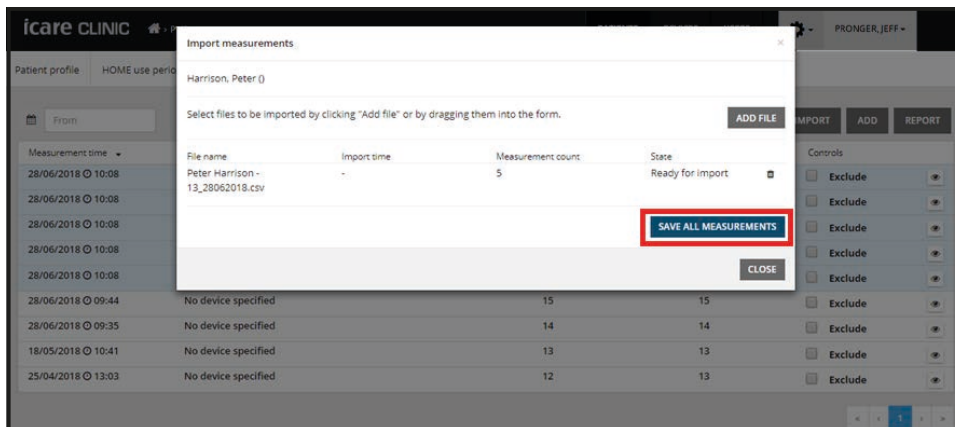 icare CLINIC
PRONGER, JEFF
Import measurements
Harrison, Peter ()
Patient profile HOME use perio
Select files to be imported by clicking "Add file" or by dragging them into the form.
ADD FILE
From
IMPORT ADD REPORT
Measurement time
Controls
File name Import time Measurement count State
Peter Harrison - - 5 Ready for import
13_28062018.csv
28/06/2018 10:08 Exclude
28/06/2018 10:08 Exclude
28/06/2018 10:08 Exclude
SAVE ALL MEASUREMENTS
28/06/2018 10:08 Exclude
28/06/2018 10:08 Exclude
CLOSE
28/06/2018 09:44 No device specified 15 15 Exclude
28/06/2018 09:35 No device specified 14 14 Exclude
18/05/2018 10:41 No device specified 13 13 Exclude
25/04/2018 13:03 No device specified 12 13 Exclude
« ‹ 1 › »